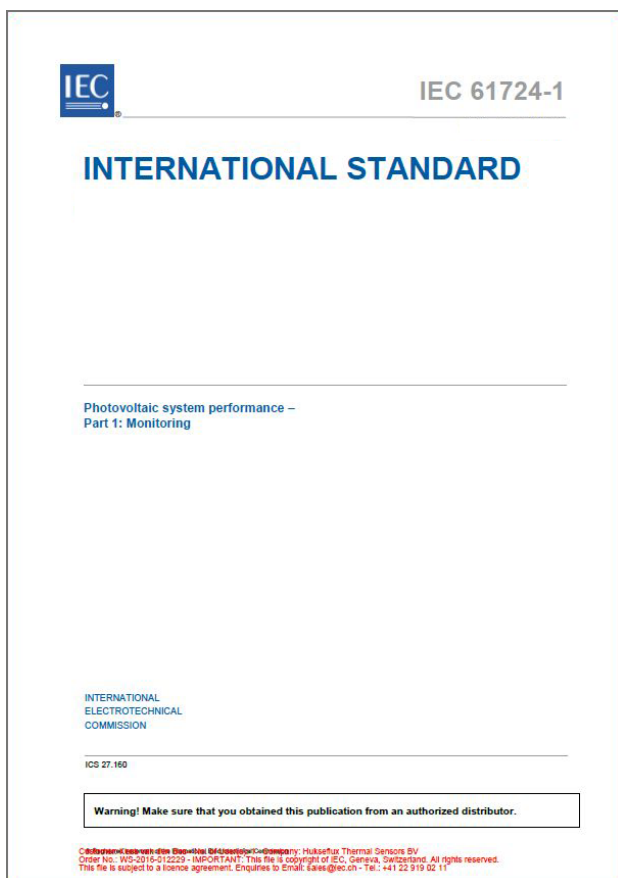 IEC
®
IEC 61724-1
INTERNATIONAL STANDARD
Photovoltaic system performance –
Part 1: Monitoring
INTERNATIONAL
ELECTROTECHNICAL
COMMISSION
ICS 27.160
Warning! Make sure that you obtained this publication from an authorized distributor.
Company: Hukseflux Thermal Sensors BV
Order No.: WS-2016-012229 - IMPORTANT: This file is copyright of IEC, Geneva, Switzerland. All rights reserved.
This file is subject to a licence agreement. Enquiries to Email: sales@iec.ch - Tel.: +41 22 919 02 11